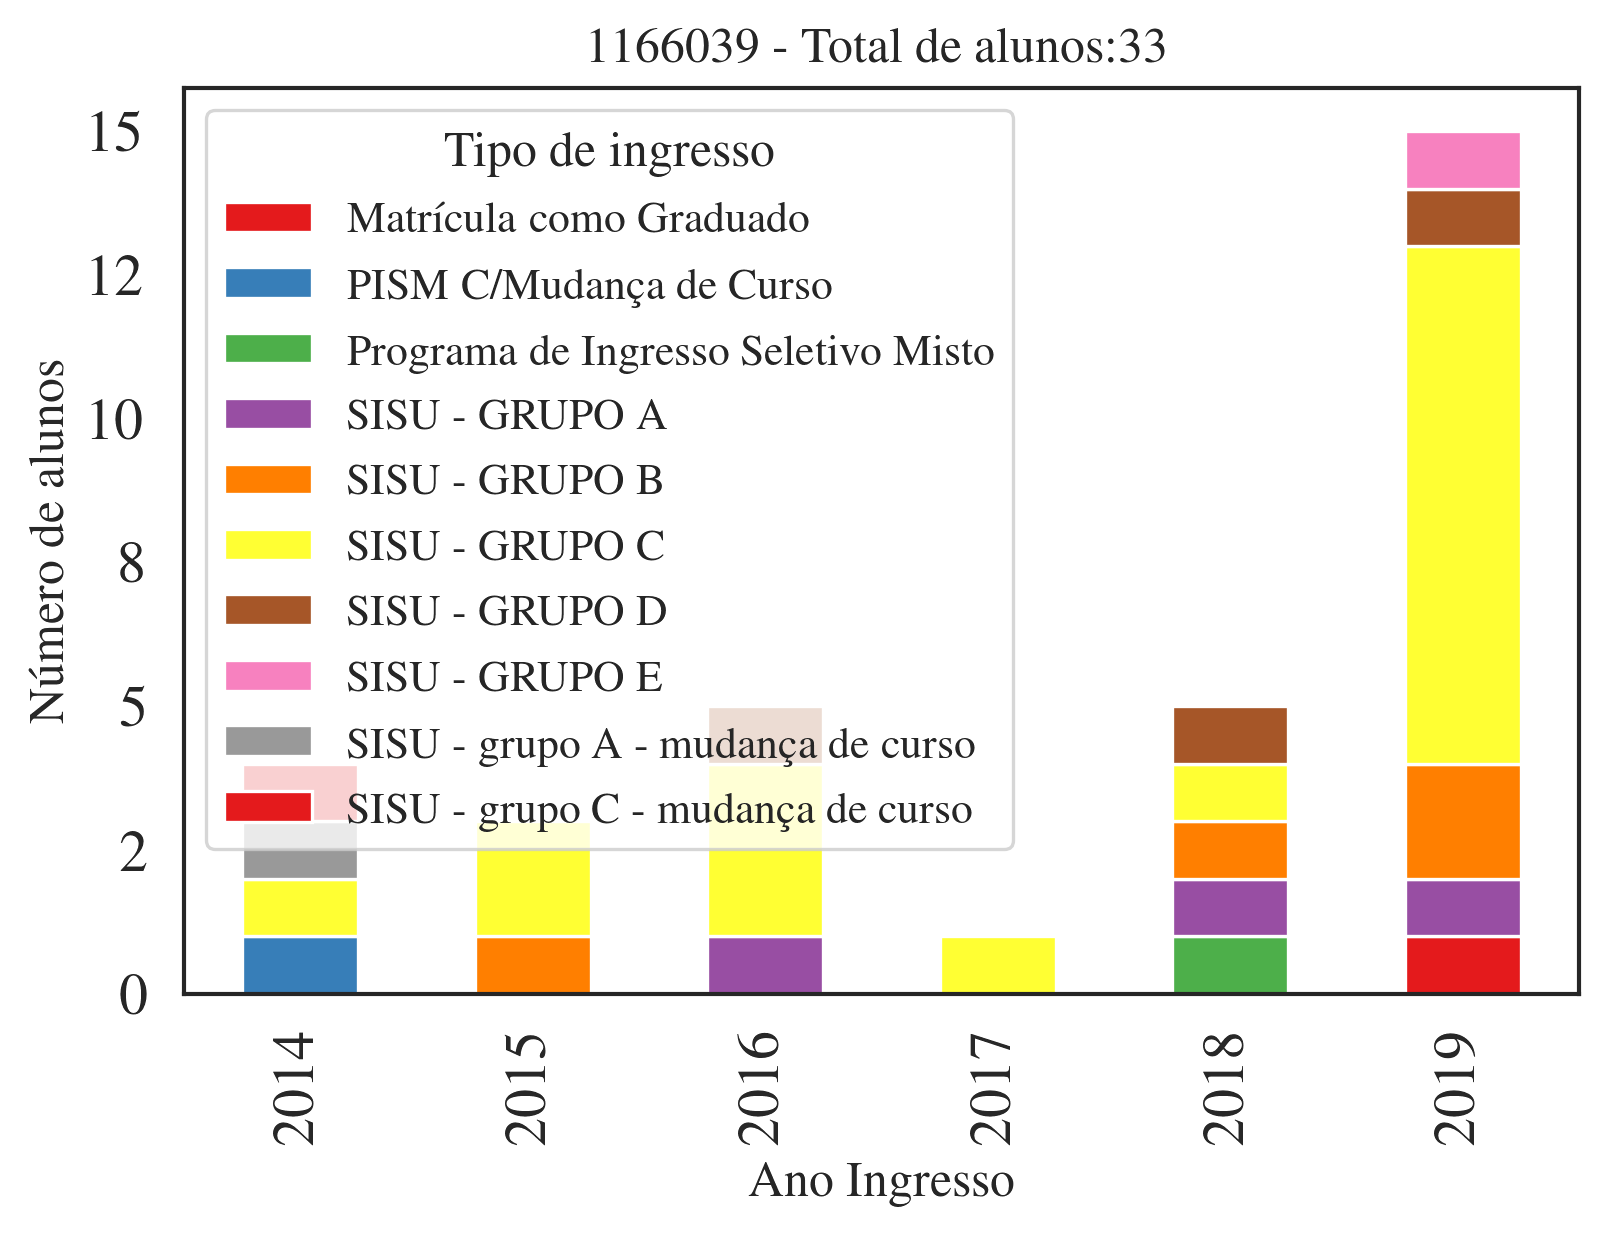 1166039 - Total de alunos:33
Tipo de ingresso
Matrícula como Graduado
PISM C/Mudança de Curso
Programa de Ingresso Seletivo Misto
SISU - GRUPO A
SISU - GRUPO B
SISU - GRUPO C
SISU - GRUPO D
SISU - GRUPO E
SISU - grupo A - mudança de curso
SISU - grupo C - mudança de curso
Número de alunos
15
12
10
8
5
2
0
2014
2015
2016
2017
2018
2019
Ano Ingresso